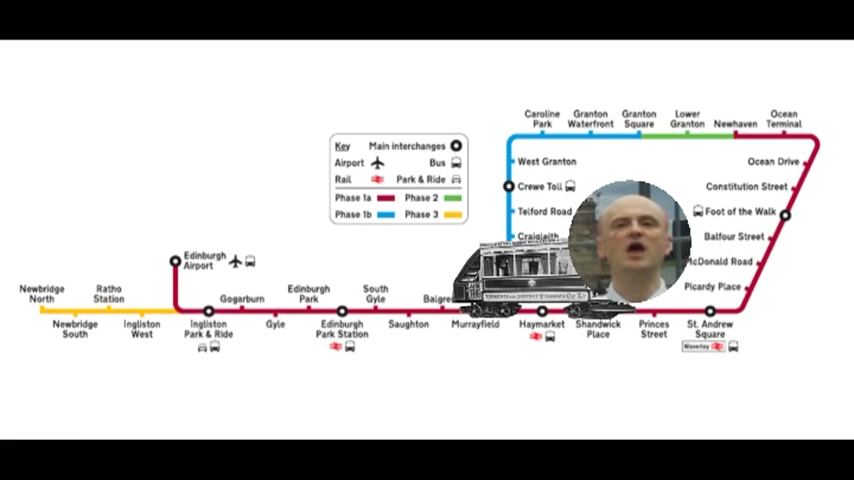 Caroline Park
Granton Waterfront
Granton Square
Lower Granton
Newhaven
Ocean Terminal
Key
Main interchanges
Airport
Bus
Rail
Park & Ride
Phase 1a
Phase 2
Phase 1b
Phase 3
West Granton
Crewe Toll
Telford Road
Craigleith
Ocean Drive
Constitution Street
Foot of the Walk
Balfour Street
McDonald Road
Picardy Place
Edinburgh Airport
Newbridge North
Ratho Station
Gogarburn
Edinburgh Park
South Gyle
Newbridge South
Ingliston West
Ingliston Park & Ride
Gyle
Edinburgh Park Station
Saughton
Murrayfield
Haymarket
Shandwick Place
Princes Street
St. Andrew Square
Waverley